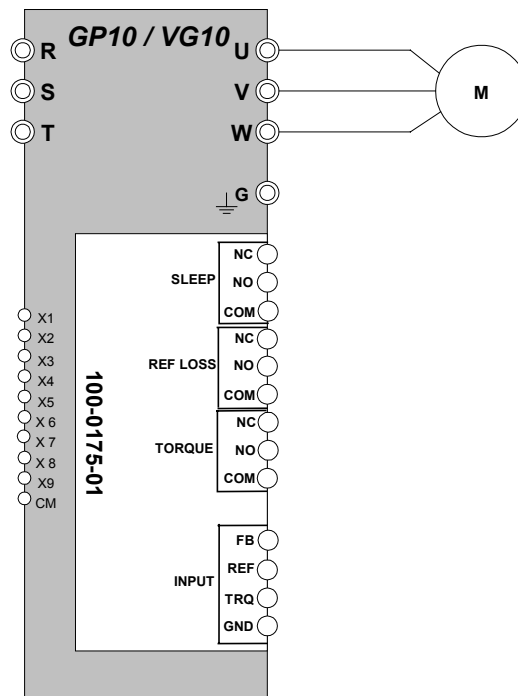 GP10 / VG10
R
S
T
U
V
W
G
M
SLEEP
NC
NO
COM
REF LOSS
NC
NO
COM
TORQUE
NC
NO
COM
INPUT
FB
REF
TRQ
GND
X1
X2
X3
X4
X5
X 6
X 7
X 8
X9
CM
100-0175-01